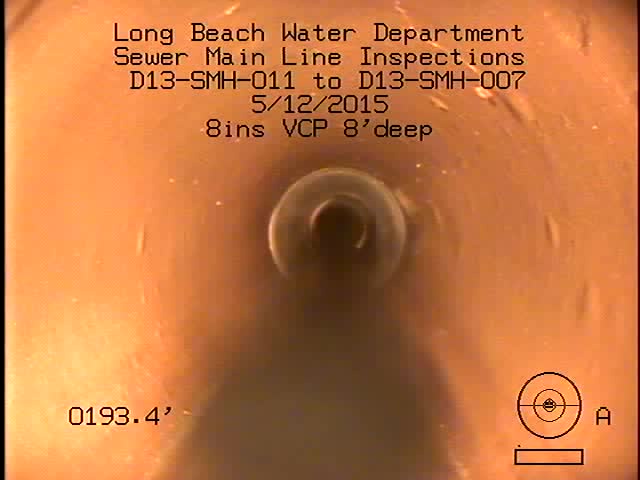 Long Beach Water Department
Sewer Main Line Inspections
D13-SMH-011 to D13-SMH-007
5/12/2015
8ins VCP 8'deep
0193.4'
A